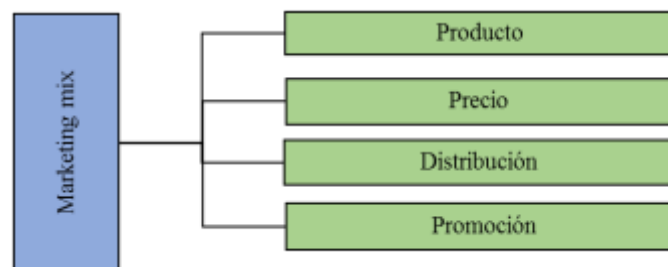 Marketing mix
Producto
Precio
Distribución
Promoción